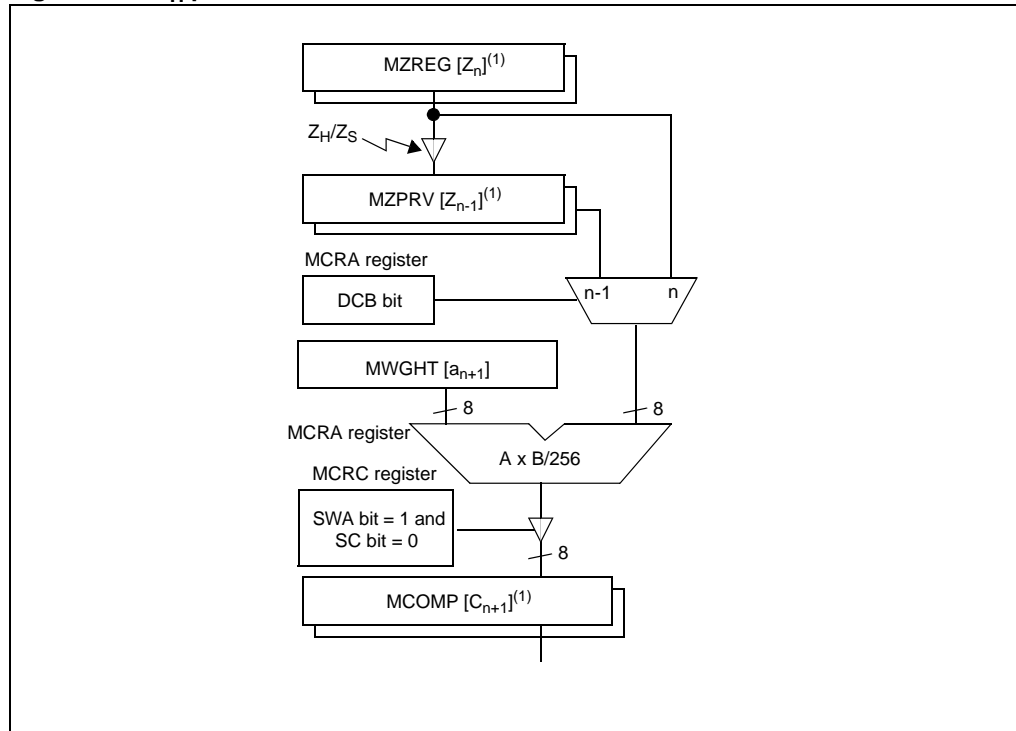 MZREG [Zn](1)
ZH/ZS
MZPRV [Zn-1](1)
MCRA register
DCB bit
n-1
n
MWGHT [an+1]
8
8
MCRA register
A x B/256
MCRC register
SWA bit = 1 and
SC bit = 0
8
MCOMP [Cn+1](1)